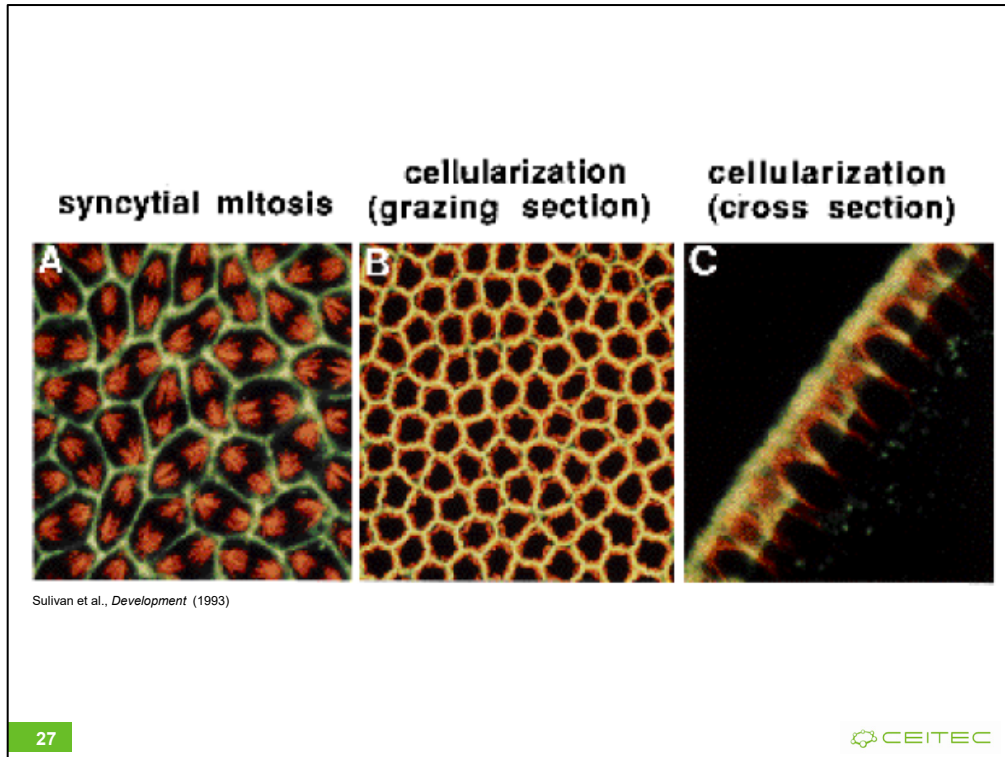 syncytial mitosis
cellularization
(grazing section)
cellularization
(cross section)
A
B
C
Sulivan et al., Development (1993)
27
CEITEC